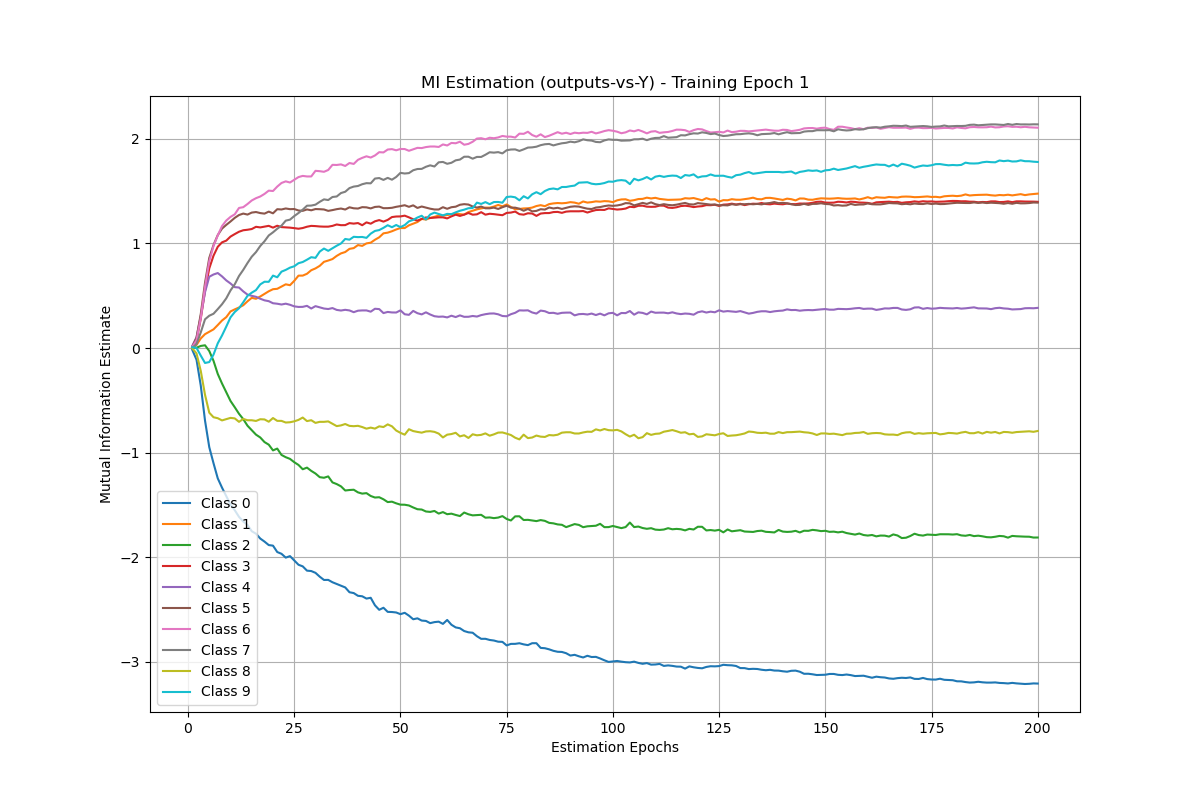 MI Estimation (outputs-vs-Y) - Training Epoch 1
Mutual Information Estimate
2
1
0
−1
−2
−3
Class 0
Class 1
Class 2
Class 3
Class 4
Class 5
Class 6
Class 7
Class 8
Class 9
0 25 50 75 100 125 150 175 200
Estimation Epochs